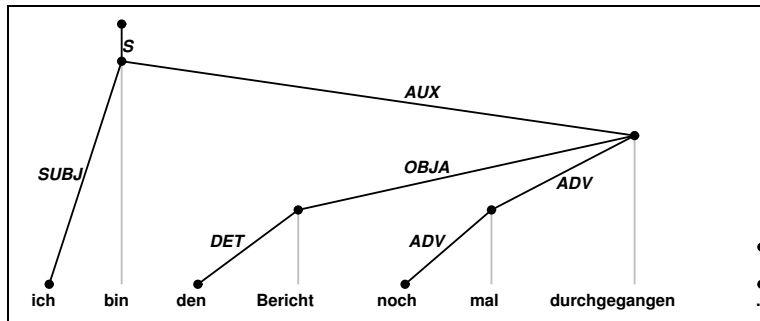 S
AUX
SUBJ
OBJA
ADV
DET
ADV
ich bin den Bericht noch mal durchgegangen .